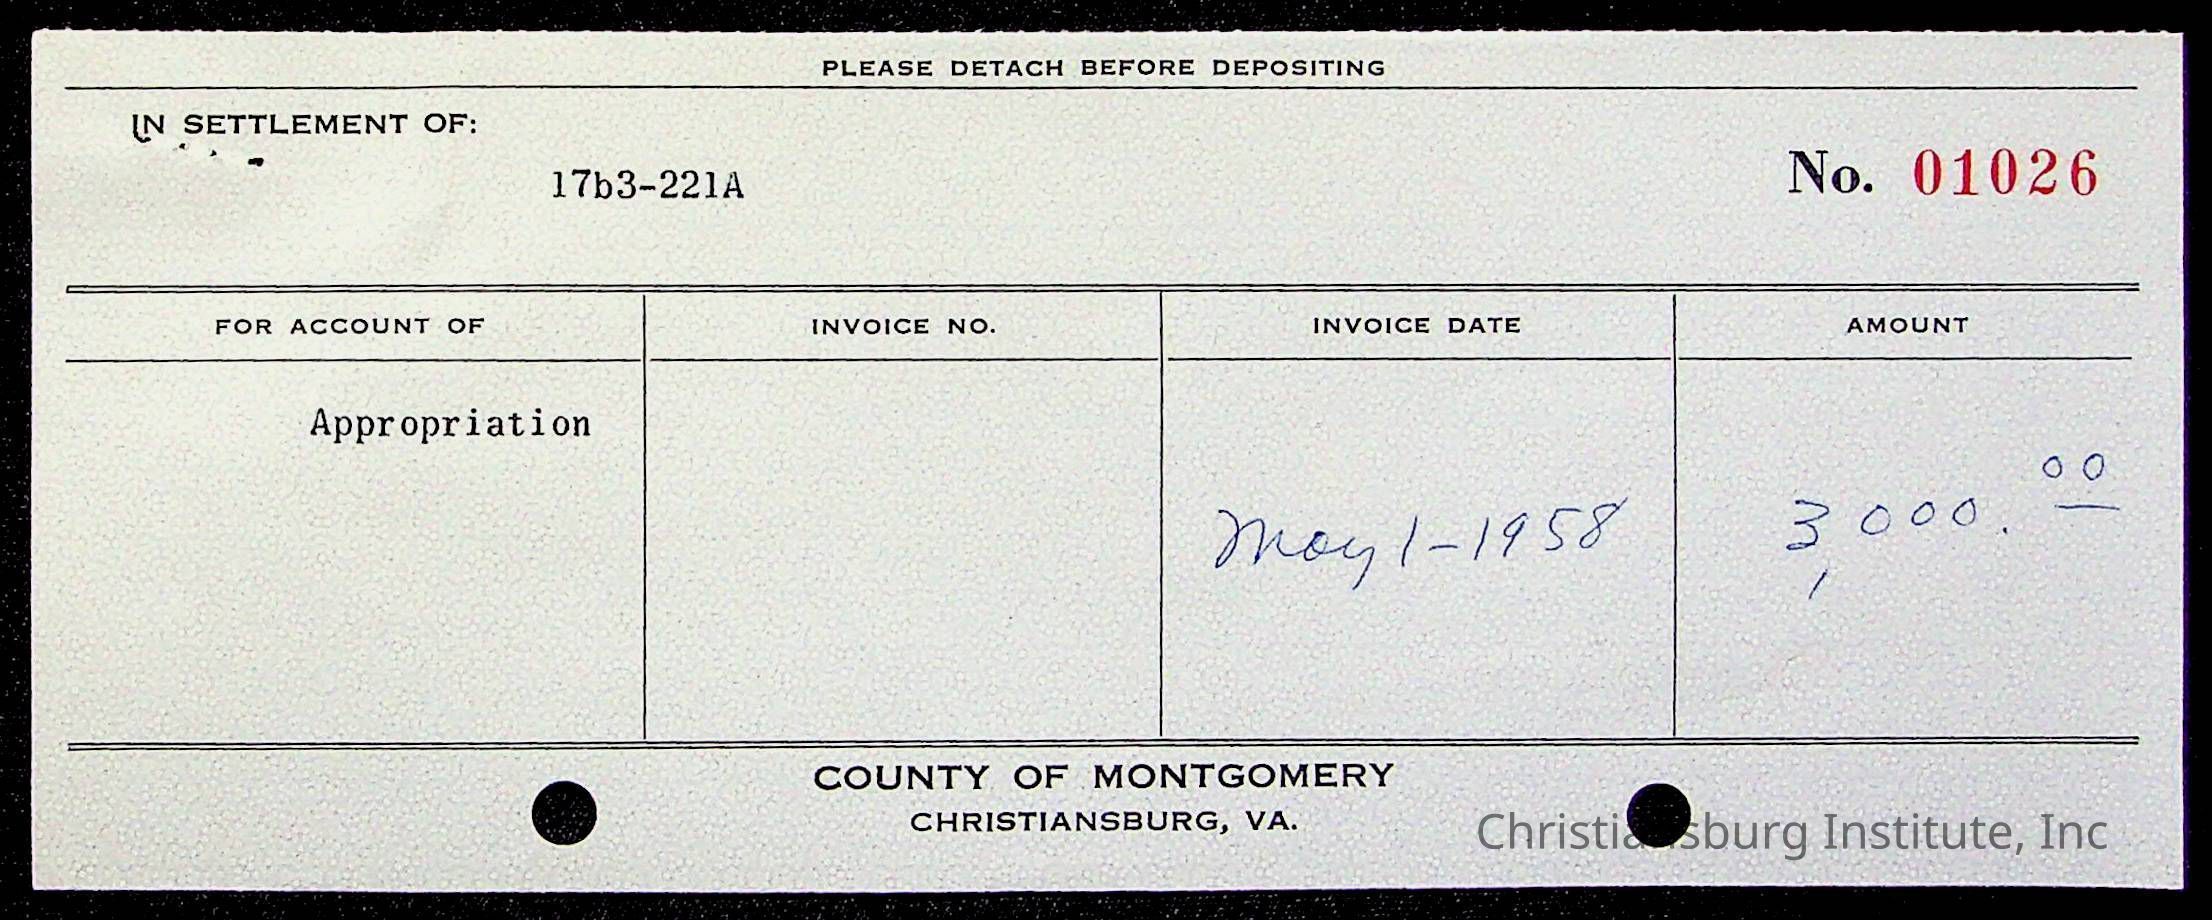 PLEASE DETACH BEFORE DEPOSITING
IN SETTLEMENT OF:
17b3-221A
No. 01026
FOR ACCOUNT OF INVOICE NO. INVOICE DATE AMOUNT
Appropriation
May 1-1958 3,000.00
COUNTY OF MONTGOMERY
CHRISTIANSBURG, VA.
Christiansburg Institute, Inc